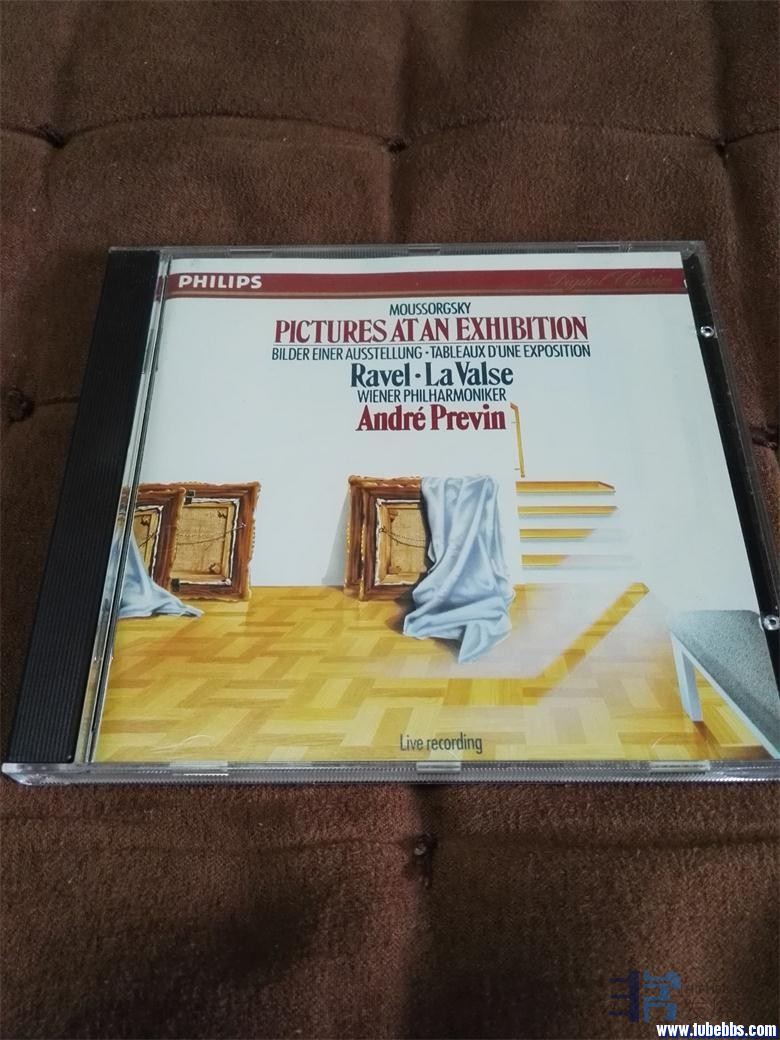 PHILIPS
Digital Classics
MOUSSORGSKY
PICTURES AT AN EXHIBITION
BILDER EINER AUSSTELLUNG · TABLEAUX D'UNE EXPOSITION
Ravel · La Valse
WIENER PHILHARMONIKER
André Previn
Live recording
www.tubebbs.com